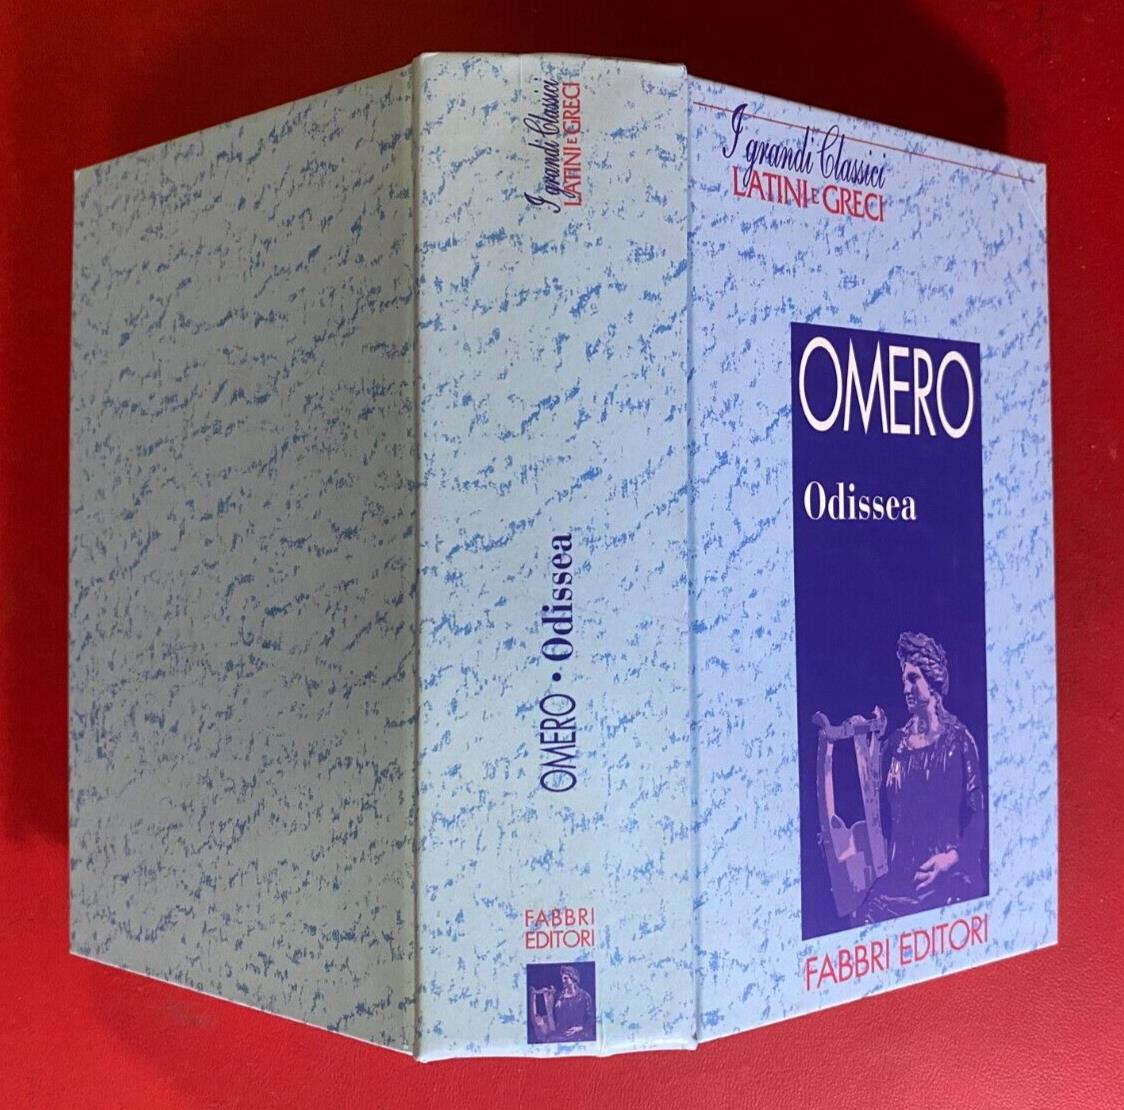 I grandi Classici
LATINI E GRECI
OMERO • Odissea
FABBRI
EDITORI
I grandi Classici
LATINI E GRECI
OMERO
Odissea
FABBRI EDITORI